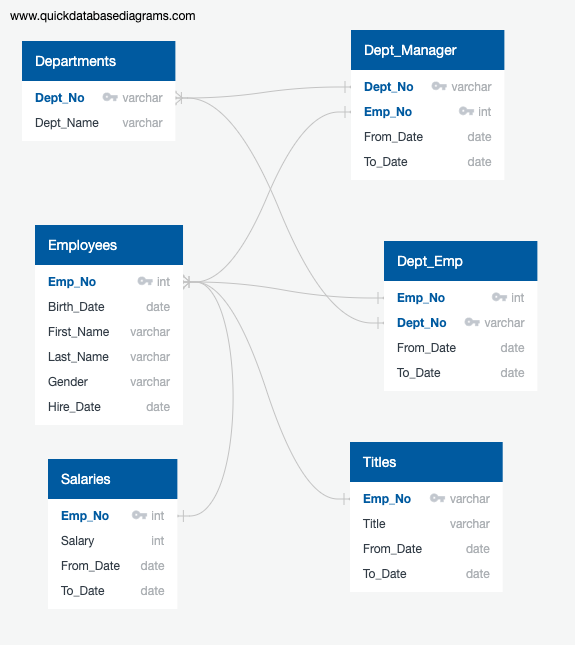 www.quickdatabasediagrams.com
Departments
Dept_No varchar
Dept_Name varchar
Dept_Manager
Dept_No varchar
Emp_No int
From_Date date
To_Date date
Employees
Emp_No int
Birth_Date date
First_Name varchar
Last_Name varchar
Gender varchar
Hire_Date date
Dept_Emp
Emp_No int
Dept_No varchar
From_Date date
To_Date date
Salaries
Emp_No int
Salary int
From_Date date
To_Date date
Titles
Emp_No varchar
Title varchar
From_Date date
To_Date date